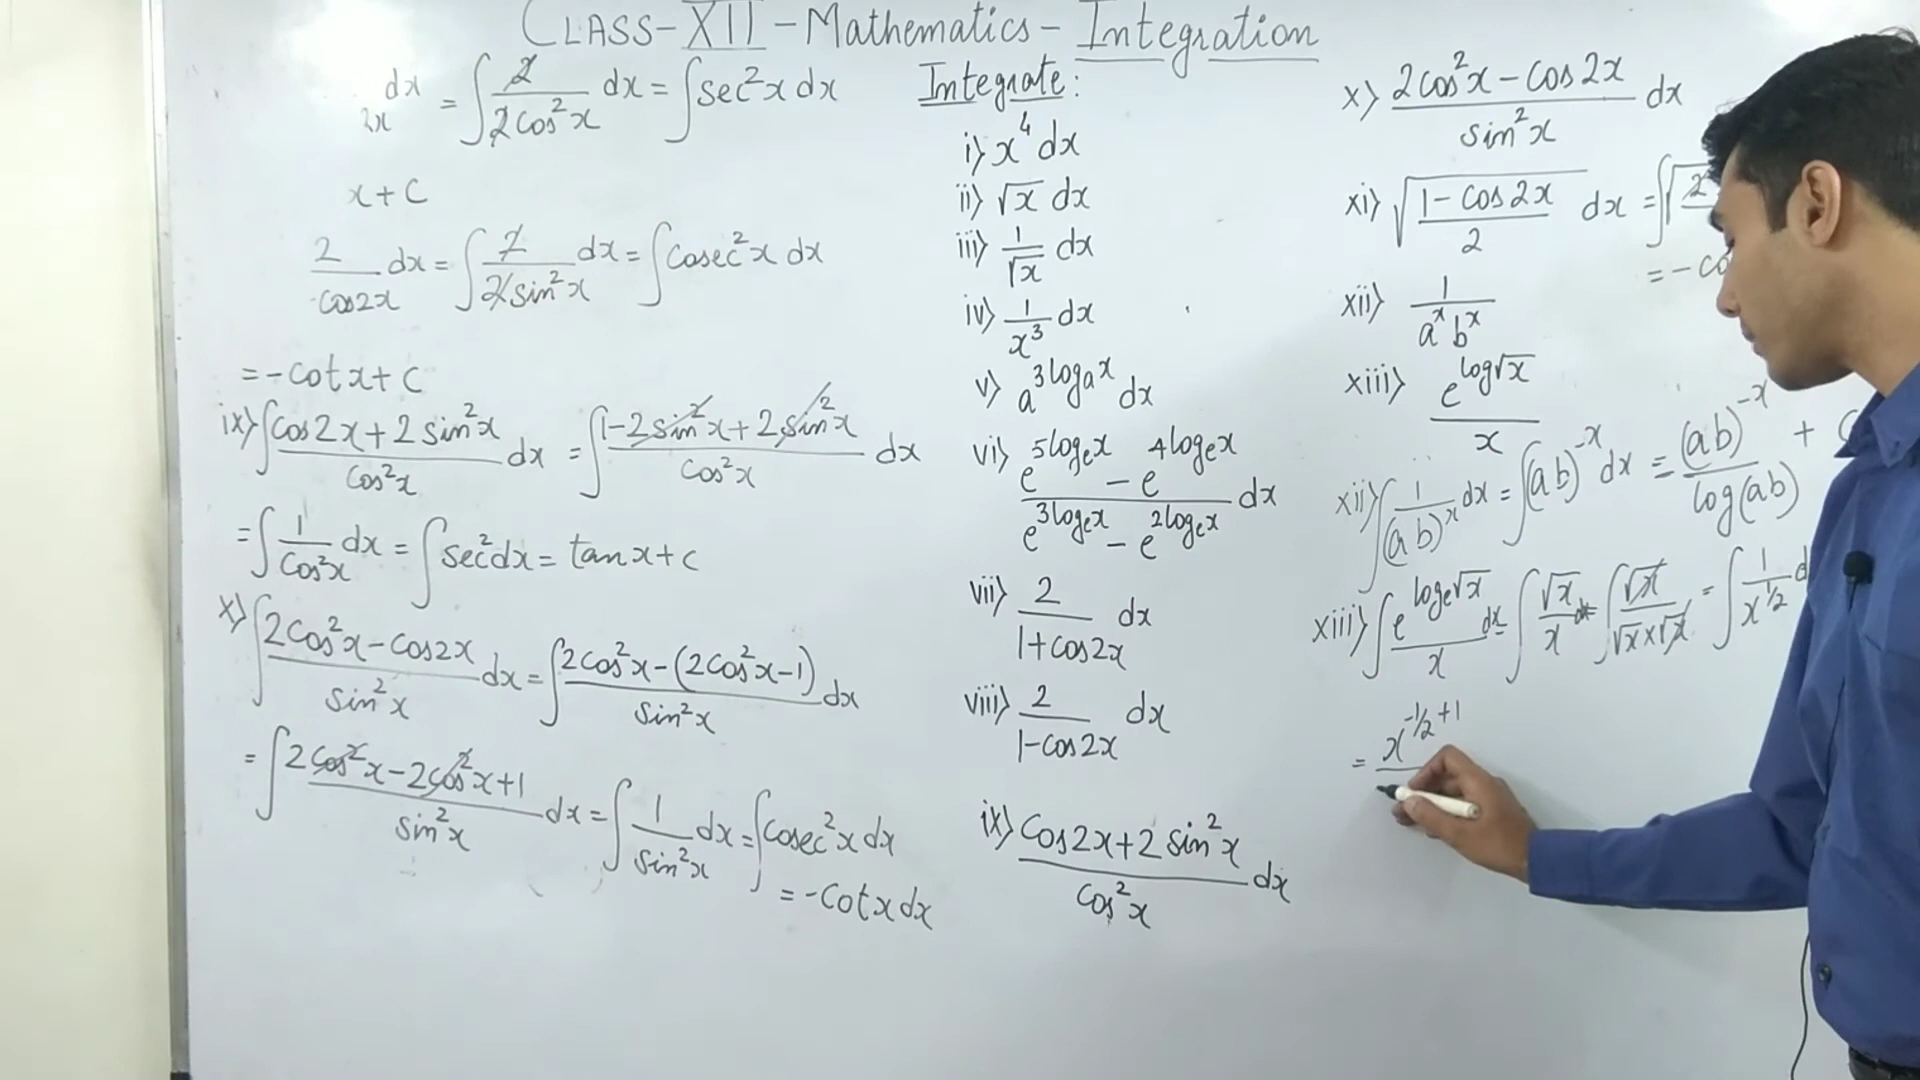 CLASS-XII-Mathematics-Integration
dx/2x = ∫ 2/2cos²x dx = ∫sec²x dx
x+C
2/cos2x dx = ∫ 2/2sin²x dx = ∫cosec²x dx
= -cotx+C
ix) ∫ cos2x+2sin²x/cos²x dx = ∫ 1-2sin²x+2sin²x/cos²x dx
= ∫ 1/cos²x dx = ∫sec²dx = tanx+c
x) ∫ 2cos²x-cos2x/sin²x dx = ∫ 2cos²x-(2cos²x-1)/sin²x dx
= ∫ 2cos²x-2cos²x+1/sin²x dx = ∫ 1/sin²x dx = ∫cosec²x dx
= -cotxdx
Integrate:
i) x⁴ dx
ii) √x dx
iii) 1/√x dx
iv) 1/x³ dx
v) a^(3logₐx) dx
vi) e^(5logₑx) - e^(4logₑx)/e^(3logₑx) - e^(2logₑx) dx
vii) 2/1+cos2x dx
viii) 2/1-cos2x dx
ix) cos2x+2sin²x/cos²x dx
x) 2cos²x-cos2x/sin²x dx
xi) √(1-cos2x/2) dx = ∫√2
= -co
xii) 1/a^x b^x
xiii) e^(log√x)/x
xii) ∫ 1/(ab)^x dx = ∫(ab)^-x dx = (ab)^-x/log(ab) + C
xiii) ∫ e^(logₑ√x)/x dx = ∫ √x/x dx = ∫ √x/√x×√x = ∫ 1/x^½ d
= x^(-½+1)